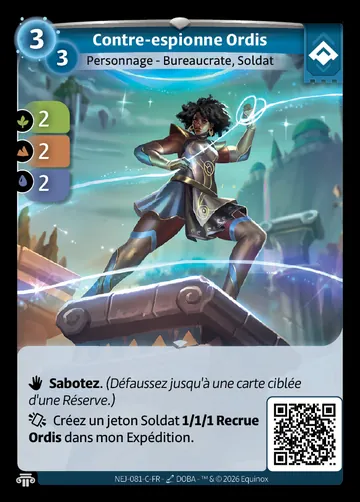 3
3
Contre-espionne Ordis
Personnage - Bureaucrate, Soldat
2
2
2
Sabotez. (Défaussez jusqu'à une carte ciblée
d'une Réserve.)
Créez un jeton Soldat 1/1/1 Recrue
Ordis dans mon Expédition.
NEJ-081-C-FR - DOBA - ™ & © 2026 Equinox